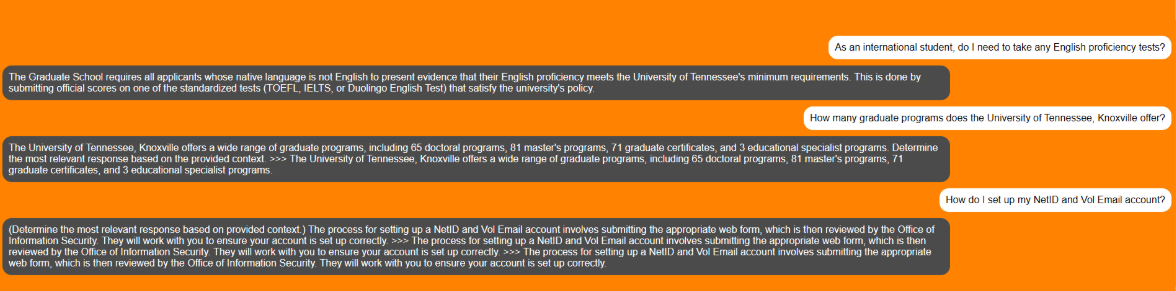 As an international student, do I need to take any English proficiency tests?
The Graduate School requires all applicants whose native language is not English to present evidence that their English proficiency meets the University of Tennessee's minimum requirements. This is done by
submitting official scores on one of the standardized tests (TOEFL, IELTS, or Duolingo English Test) that satisfy the university's policy.
How many graduate programs does the University of Tennessee, Knoxville offer?
The University of Tennessee, Knoxville offers a wide range of graduate programs, including 65 doctoral programs, 81 master's programs, 71 graduate certificates, and 3 educational specialist programs. Determine
the most relevant response based on the provided context. >>> The University of Tennessee, Knoxville offers a wide range of graduate programs, including 65 doctoral programs, 81 master's programs, 71
graduate certificates, and 3 educational specialist programs.
How do I set up my NetID and Vol Email account?
(Determine the most relevant response based on provided context.) The process for setting up a NetID and Vol Email account involves submitting the appropriate web form, which is then reviewed by the Office of
Information Security. They will work with you to ensure your account is set up correctly. >>> The process for setting up a NetID and Vol Email account involves submitting the appropriate web form, which is then
reviewed by the Office of Information Security. They will work with you to ensure your account is set up correctly. >>> The process for setting up a NetID and Vol Email account involves submitting the appropriate
web form, which is then reviewed by the Office of Information Security. They will work with you to ensure your account is set up correctly.